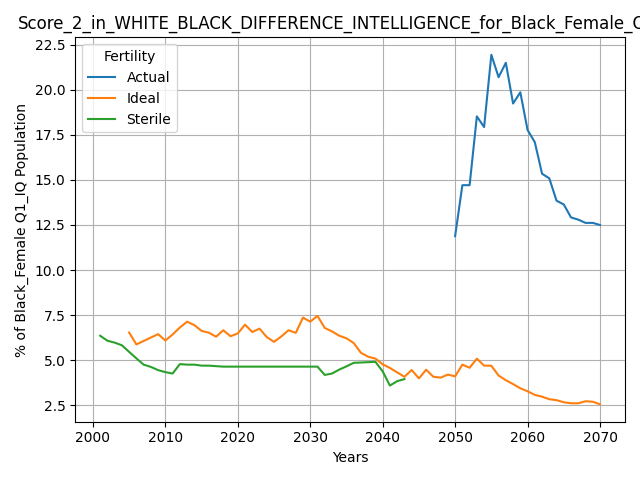 Score_2_in_WHITE_BLACK_DIFFERENCE_INTELLIGENCE_for_Black_Female_
Fertility
Actual
Ideal
Sterile
% of Black_Female Q1_IQ Population
22.5
20.0
17.5
15.0
12.5
10.0
7.5
5.0
2.5
2000 2010 2020 2030 2040 2050 2060 2070
Years